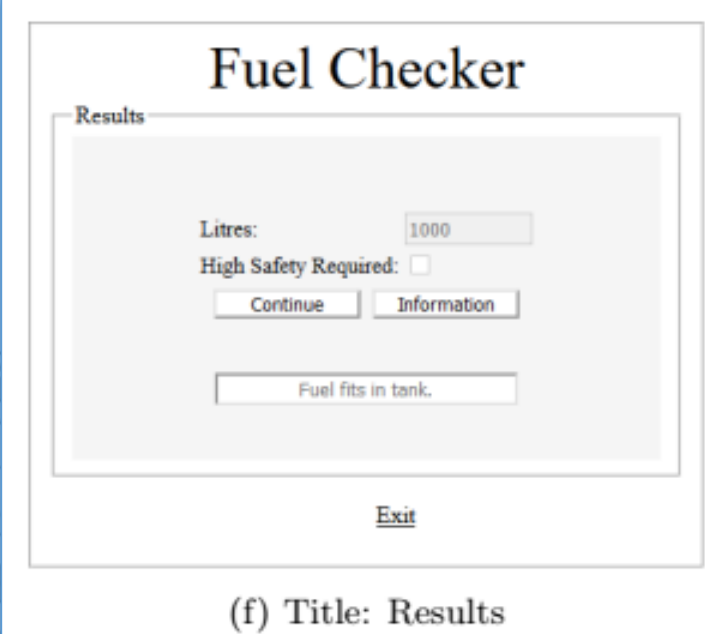 Fuel Checker
Results
Litres: 1000
High Safety Required:
Continue Information
Fuel fits in tank.
Exit
(f) Title: Results